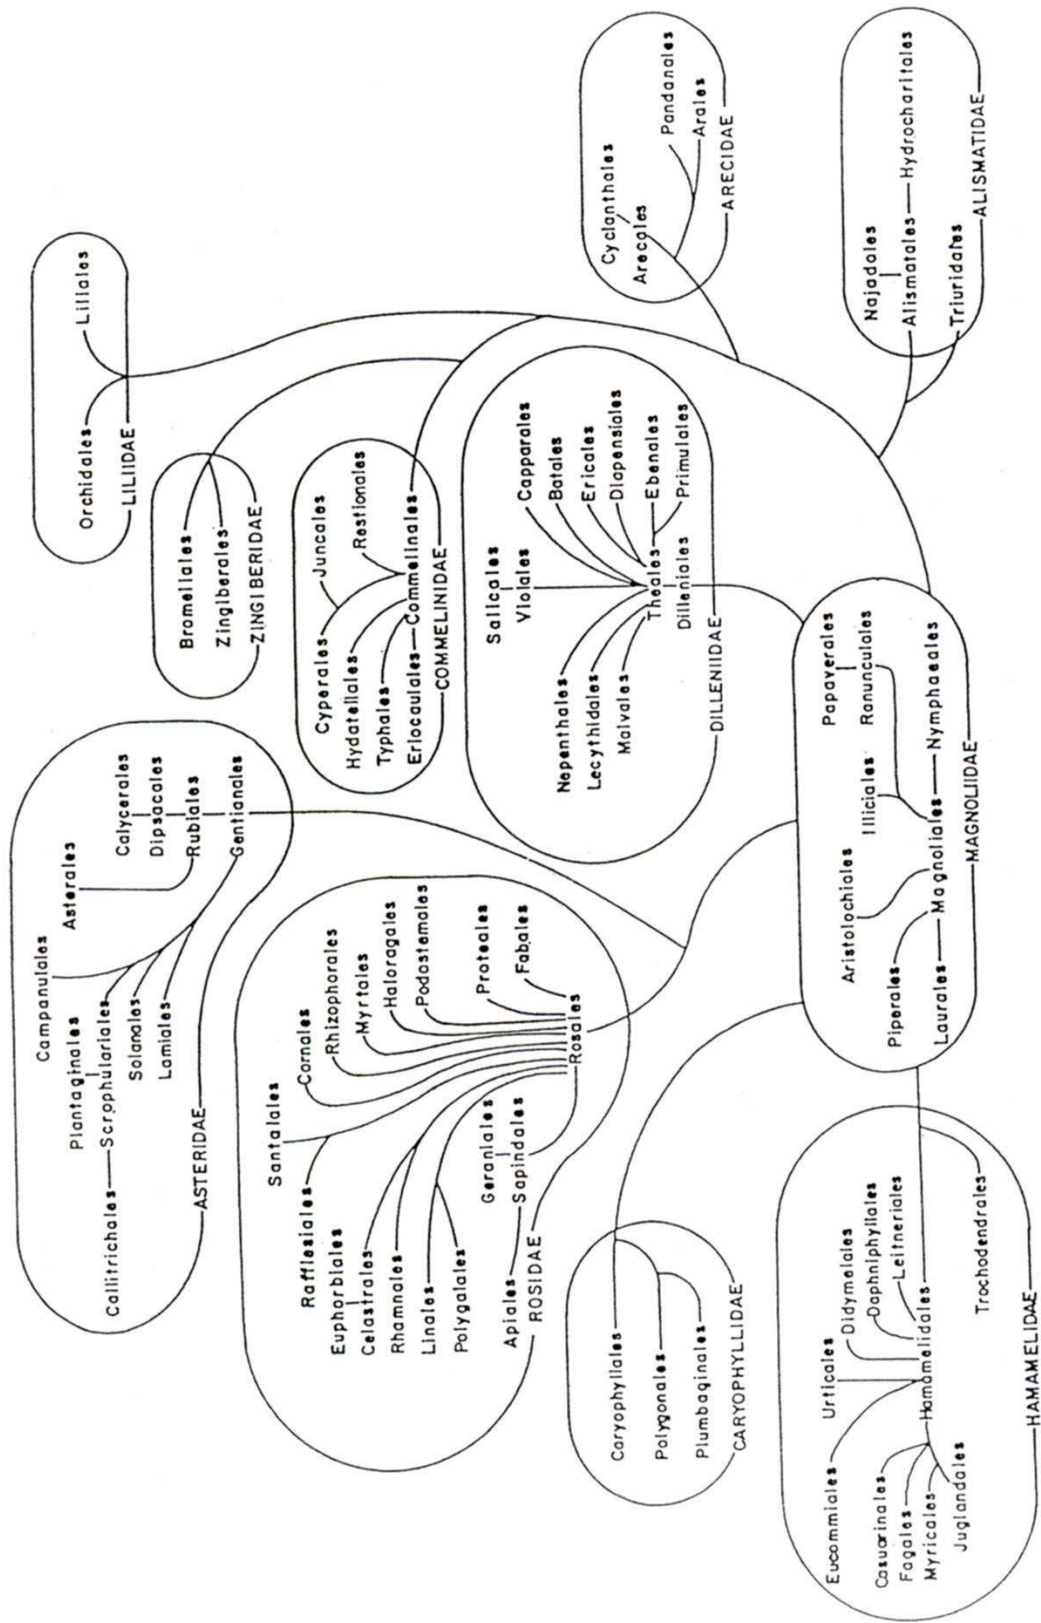 Campanulales
Asterales
Plantaginales
Calycerales
Callitrichales
Scrophulariales
Dipsacales
Solanales
Rubiales
Lamiales
Gentianales
ASTERIDAE
Orchidales
Liliales
LILIIDAE
Bromeliales
Zingiberales
ZINGIBERIDAE
Cyperales
Juncales
Hydatellales
Restionales
Typhales
Eriocaulales
Commelinales
COMMELINIDAE
Santalales
Cornales
Rafflesiales
Rhizophorales
Euphorbiales
Myrtales
Celastrales
Haloragales
Rhamnales
Podostemales
Linales
Polygalales
Proteales
Geraniales
Fabales
Apiales
Sapindales
Rosales
ROSIDAE
Salicales
Violales
Capparales
Batales
Nepenthales
Ericales
Lecythidales
Diapensiales
Malvales
Theales
Ebenales
Dilleniales
Primulales
DILLENIIDAE
Cyclanthales
Arecales
Pandanales
Arales
ARECIDAE
Caryophyllales
Polygonales
Plumbaginales
CARYOPHYLLIDAE
Papaverales
Aristolochiales
Illiciales
Ranunculales
Piperales
Laurales
Magnoliales
Nymphaeales
MAGNOLIIDAE
Najadales
Alismatales
Hydrocharitales
Triuridales
ALISMATIDAE
Eucommiales
Urticales
Didymelales
Casuarinales
Daphniphyllales
Fagales
Leitneriales
Myricales
Hamamelidales
Juglandales
Trochodendrales
HAMAMELIDAE